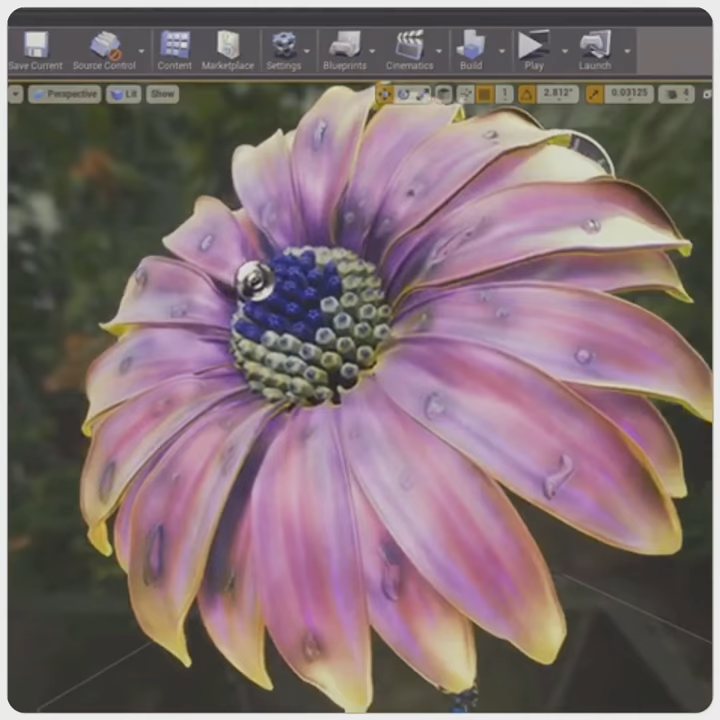 Save Current Source Control Content Marketplace Settings Blueprints Cinematics Build Play Launch
Perspective Lit Show 1 2.812° 0.03125 4